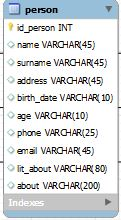 person
id_person INT
name VARCHAR(45)
surname VARCHAR(45)
address VARCHAR(45)
birth_date VARCHAR(10)
age VARCHAR(10)
phone VARCHAR(25)
email VARCHAR(45)
lit_about VARCHAR(80)
about VARCHAR(200)
Indexes